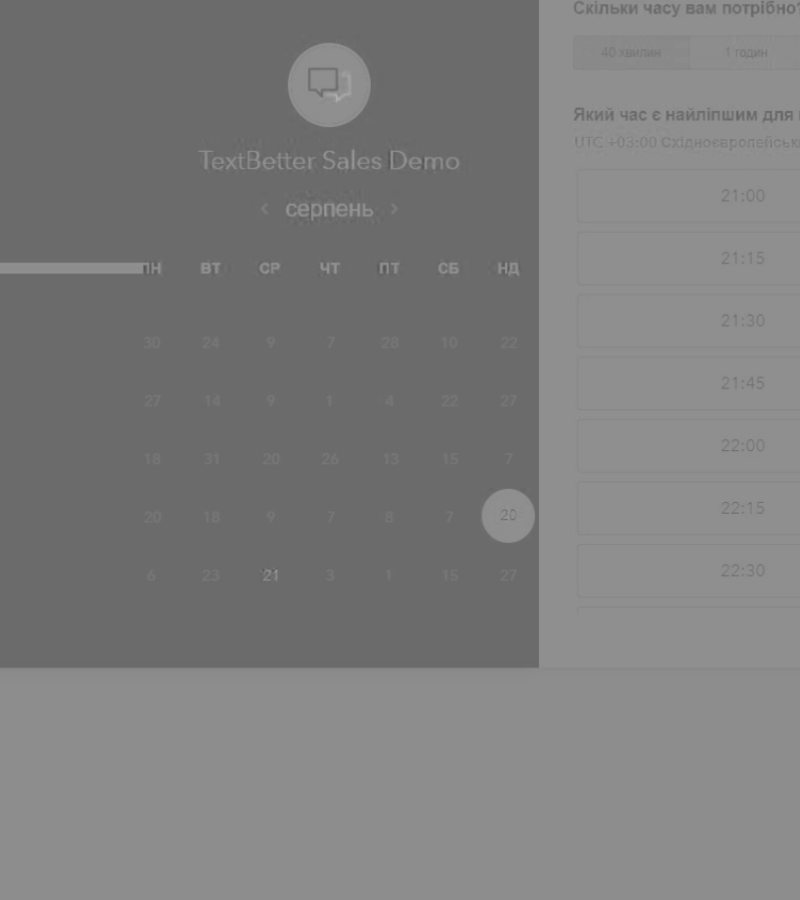 TextBetter Sales Demo
серпень
ПН ВТ СР ЧТ ПТ СБ НД
30 24 9 7 28 10 22
27 14 9 1 4 22 27
18 31 20 26 13 15 7
20 18 9 7 8 7 20
6 23 21 3 1 15 27
Скільки часу вам потрібно?
40 хвилин 1 годин
Який час є найліпшим для
UTC +03:00
21:00
21:15
21:30
21:45
22:00
22:15
22:30